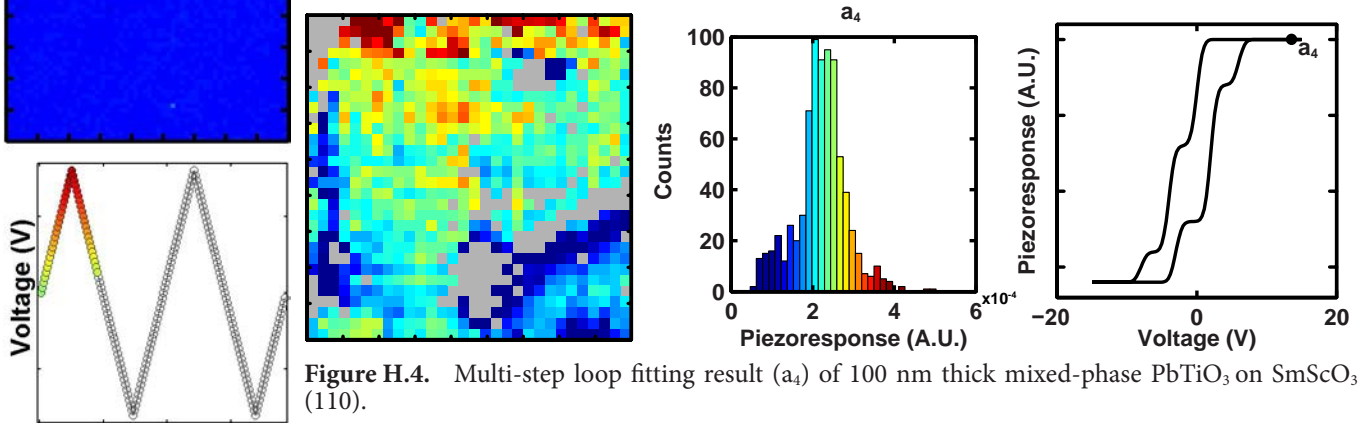 Voltage (V)
a₄
Counts
100
80
60
40
20
0
0
2
4
6
x10⁻⁴
Piezoresponse (A.U.)
Piezoresponse (A.U.)
a₄
−20
0
20
Voltage (V)
Figure H.4. Multi-step loop fitting result (a₄) of 100 nm thick mixed-phase PbTiO₃ on SmScO₃
(110).